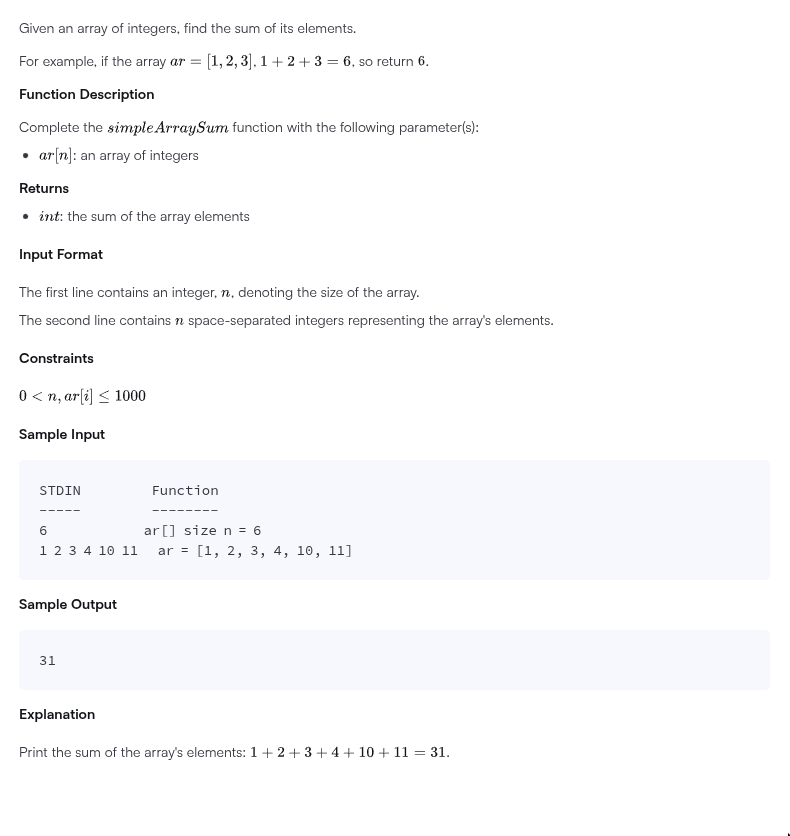 Given an array of integers, find the sum of its elements.
For example, if the array ar = [1, 2, 3], 1 + 2 + 3 = 6, so return 6.
Function Description
Complete the simpleArraySum function with the following parameter(s):
• ar[n]: an array of integers
Returns
• int: the sum of the array elements
Input Format
The first line contains an integer, n, denoting the size of the array.
The second line contains n space-separated integers representing the array's elements.
Constraints
0 < n, ar[i] ≤ 1000
Sample Input
STDIN Function
----- --------
6 ar[] size n = 6
1 2 3 4 10 11 ar = [1, 2, 3, 4, 10, 11]
Sample Output
31
Explanation
Print the sum of the array's elements: 1 + 2 + 3 + 4 + 10 + 11 = 31.